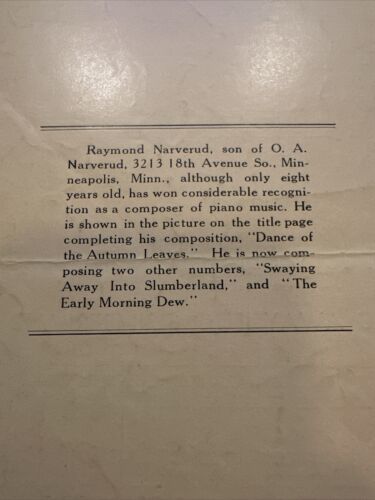 Raymond Narverud, son of O. A.
Narverud, 3213 18th Avenue So., Min-
neapolis, Minn., although only eight
years old, has won considerable recogni-
tion as a composer of piano music. He
is shown in the picture on the title page
completing his composition, "Dance of
the Autumn Leaves." He is now com-
posing two other numbers, "Swaying
Away Into Slumberland," and "The
Early Morning Dew."